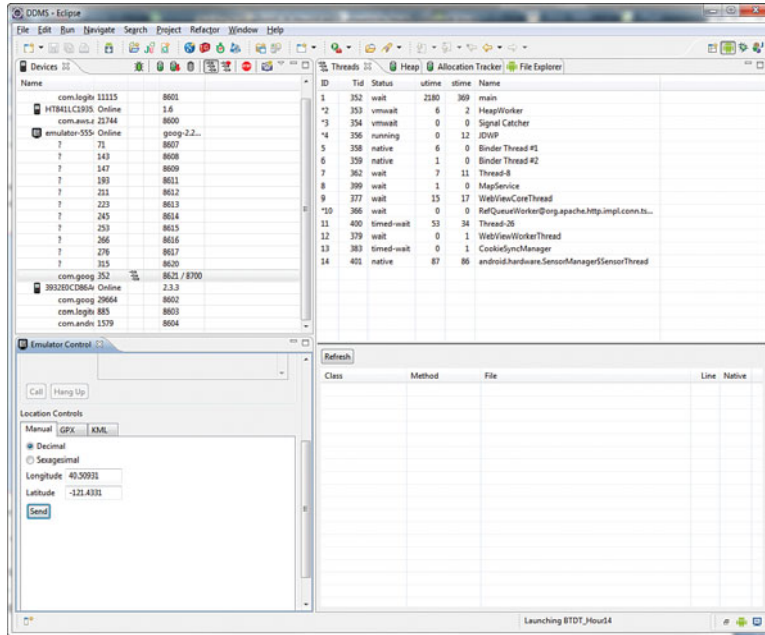 DDMS - Eclipse
File Edit Run Navigate Search Project Refactor Window Help
Devices
Name
com.logite 11115 8601
HT841LC1935. Online 1.6
com.aws.z 21744 8600
emulator-555 Online goog-2.2...
? 71 8607
? 143 8608
? 147 8609
? 193 8611
? 211 8612
? 223 8613
? 245 8614
? 253 8615
? 266 8616
? 276 8617
? 315 8620
com.goog 352 8621 / 8700
3932E0CD86A Online 2.3.3
com.goog 29664 8602
com.logite 885 8603
com.andro 1579 8604
Threads Heap Allocation Tracker File Explorer
ID Tid Status utime stime Name
1 352 wait 2180 369 main
*2 353 vmwait 6 2 HeapWorker
*3 354 vmwait 0 0 Signal Catcher
*4 356 running 0 12 JDWP
5 358 native 6 0 Binder Thread #1
6 359 native 1 0 Binder Thread #2
7 362 wait 7 11 Thread-8
8 399 wait 1 0 MapService
9 377 wait 15 17 WebViewCoreThread
*10 366 wait 0 0 RefQueueWorker@org.apache.http.impl.conn.ts...
11 400 timed-wait 53 34 Thread-26
12 379 wait 0 1 WebViewWorkerThread
13 383 timed-wait 0 1 CookieSyncManager
14 401 native 87 86 android.hardware.SensorManager$SensorThread
Emulator Control
Call Hang Up
Location Controls
Manual GPX KML
Decimal
Sexagesimal
Longitude 40.50931
Latitude -121.4331
Send
Refresh
Class Method File Line Native
Launching BTDT_Hour14